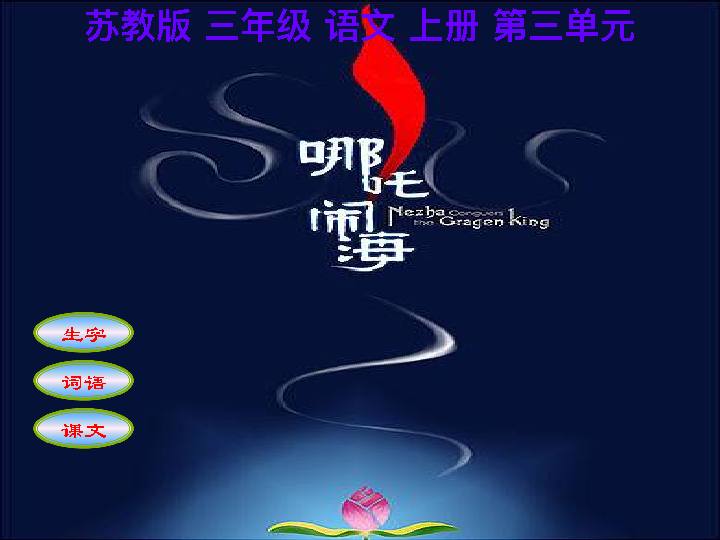 苏教版 三年级 语文 上册 第三单元
哪吒
闹海
Nezha Conquers
the Gragen King
生字
词语
课文